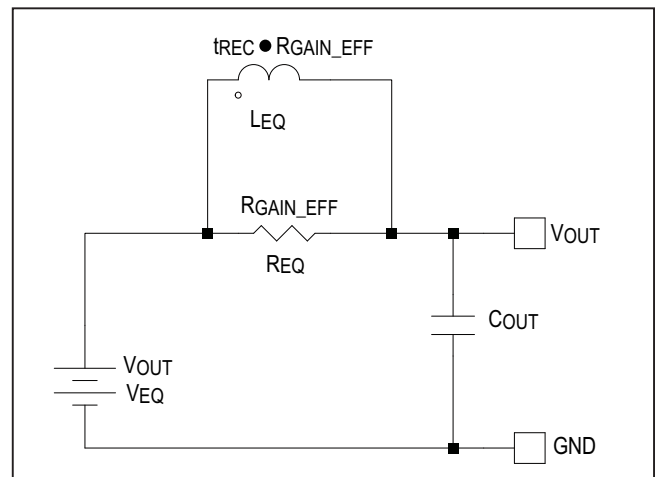 tREC • RGAIN_EFF
LEQ
RGAIN_EFF
REQ
VOUT
COUT
VOUT
VEQ
GND